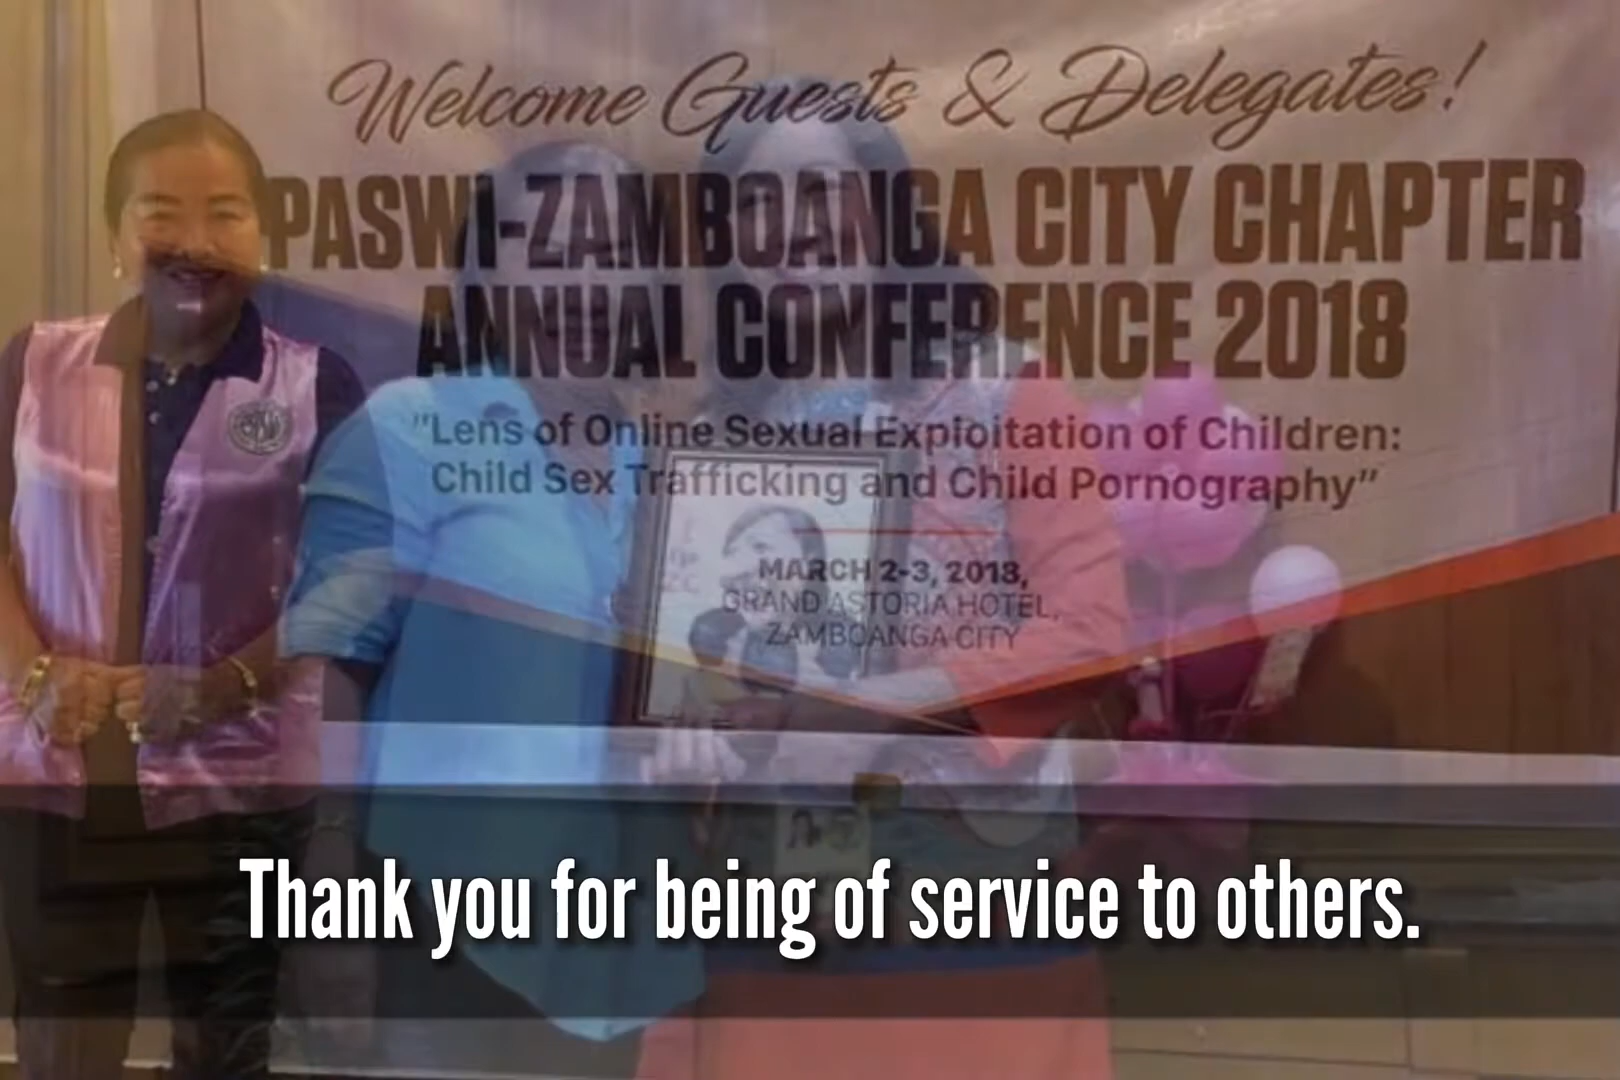 Welcome Guests & Delegates!
PASWI-ZAMBOANGA CITY CHAPTER
ANNUAL CONFERENCE 2018
"Lens of Online Sexual Exploitation of Children:
Child Sex Trafficking and Child Pornography"
MARCH 2-3, 2018,
GRAND ASTORIA HOTEL,
ZAMBOANGA CITY
Thank you for being of service to others.